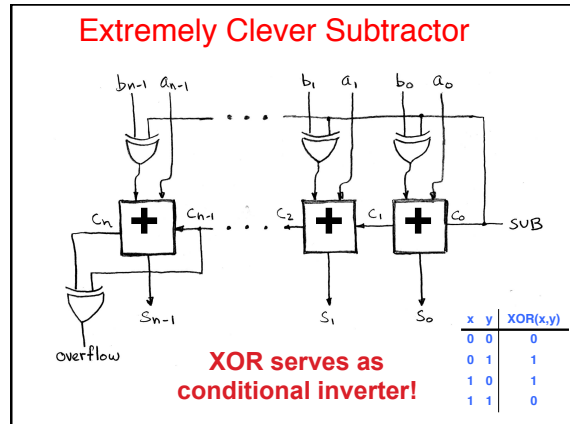 Extremely Clever Subtractor
bn-1 an-1 b1 a1 b0 a0
. . .
+ + +
Cn Cn-1 . . . C2 C1 C0 SUB
Sn-1 S1 S0
overflow
XOR serves as
conditional inverter!
x y XOR(x,y)
0 0 0
0 1 1
1 0 1
1 1 0